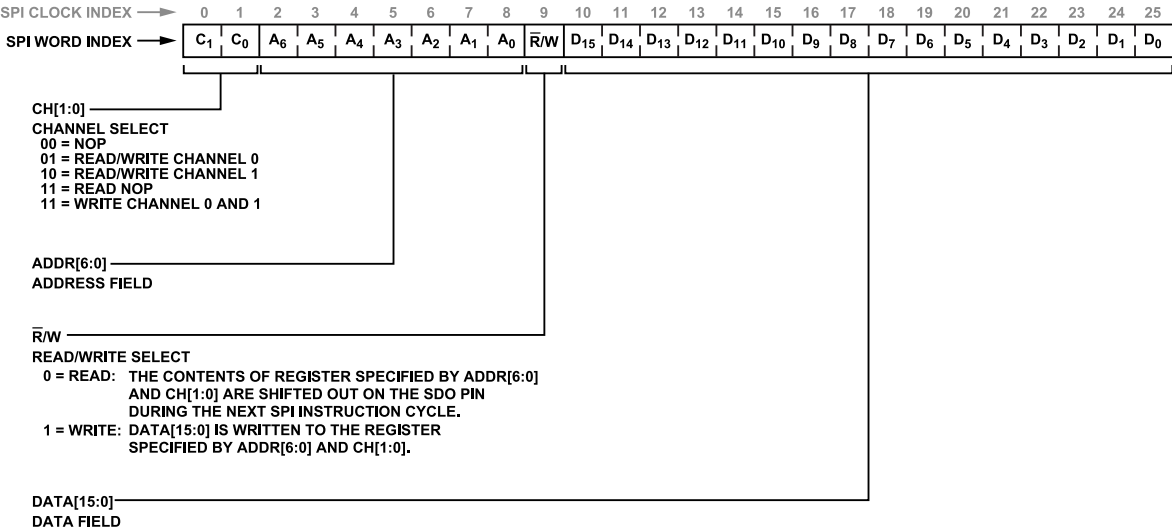 SPI CLOCK INDEX 0 1 2 3 4 5 6 7 8 9 10 11 12 13 14 15 16 17 18 19 20 21 22 23 24 25
SPI WORD INDEX C1 C0 A6 A5 A4 A3 A2 A1 A0 R̅/W D15 D14 D13 D12 D11 D10 D9 D8 D7 D6 D5 D4 D3 D2 D1 D0
CH[1:0]
CHANNEL SELECT
00 = NOP
01 = READ/WRITE CHANNEL 0
10 = READ/WRITE CHANNEL 1
11 = READ NOP
11 = WRITE CHANNEL 0 AND 1
ADDR[6:0]
ADDRESS FIELD
R̅/W
READ/WRITE SELECT
0 = READ: THE CONTENTS OF REGISTER SPECIFIED BY ADDR[6:0]
AND CH[1:0] ARE SHIFTED OUT ON THE SDO PIN
DURING THE NEXT SPI INSTRUCTION CYCLE.
1 = WRITE: DATA[15:0] IS WRITTEN TO THE REGISTER
SPECIFIED BY ADDR[6:0] AND CH[1:0].
DATA[15:0]
DATA FIELD